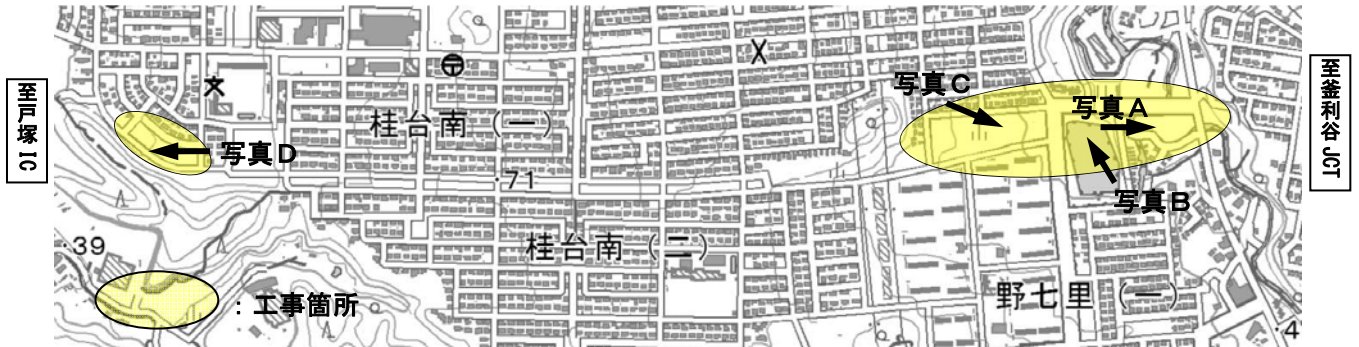 至戸塚IC
至釜利谷JCT
写真C
写真A
桂台南(一)
写真D
・71
写真B
桂台南(二)
・39
野七里(一)
：工事箇所
・4